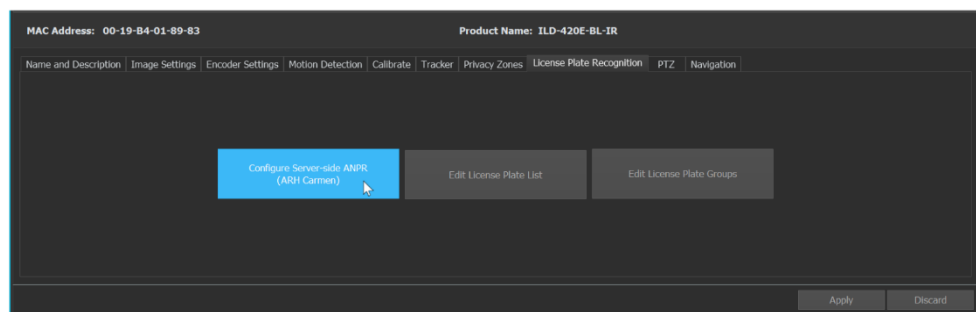 MAC Address: 00-19-B4-01-89-83 Product Name: ILD-420E-BL-IR
Name and Description Image Settings Encoder Settings Motion Detection Calibrate Tracker Privacy Zones License Plate Recognition PTZ Navigation
Configure Server-side ANPR
(ARH Carmen)
Edit License Plate List
Edit License Plate Groups
Apply Discard